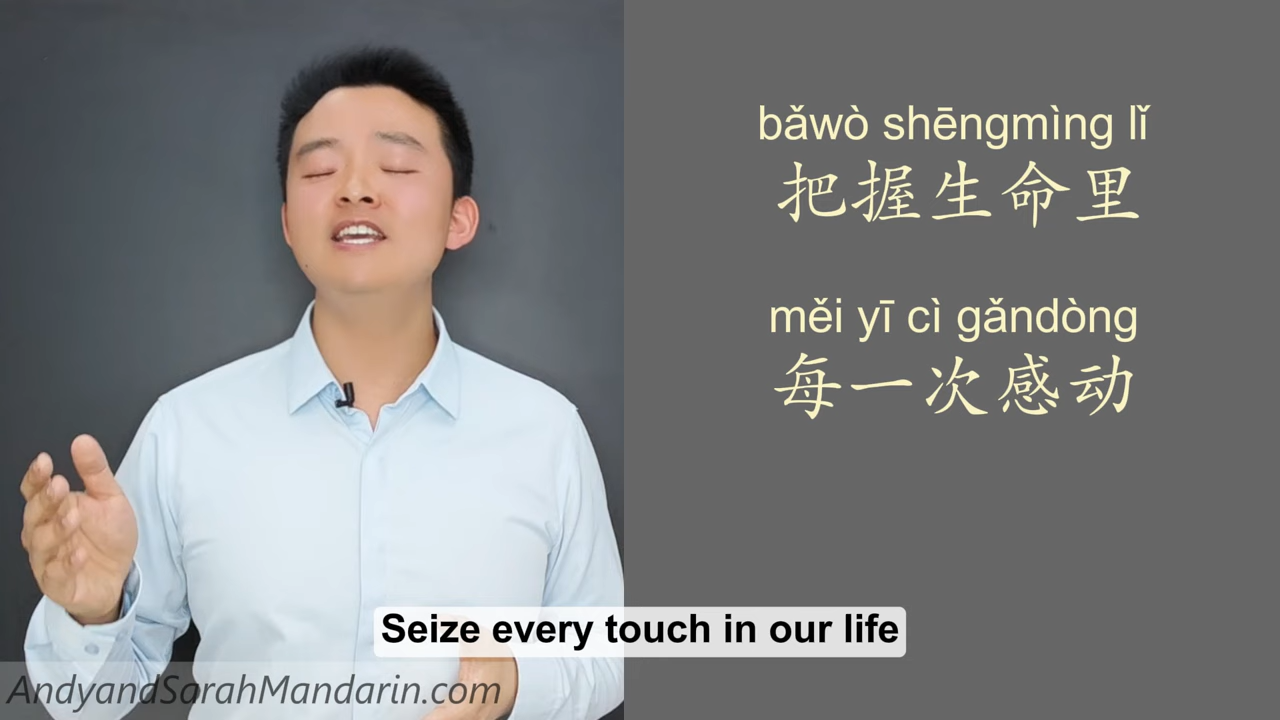 bǎwò shēngmìng lǐ
把握生命里
měi yī cì gǎndòng
每一次感动
Seize every touch in our life
AndyandSarahMandarin.com